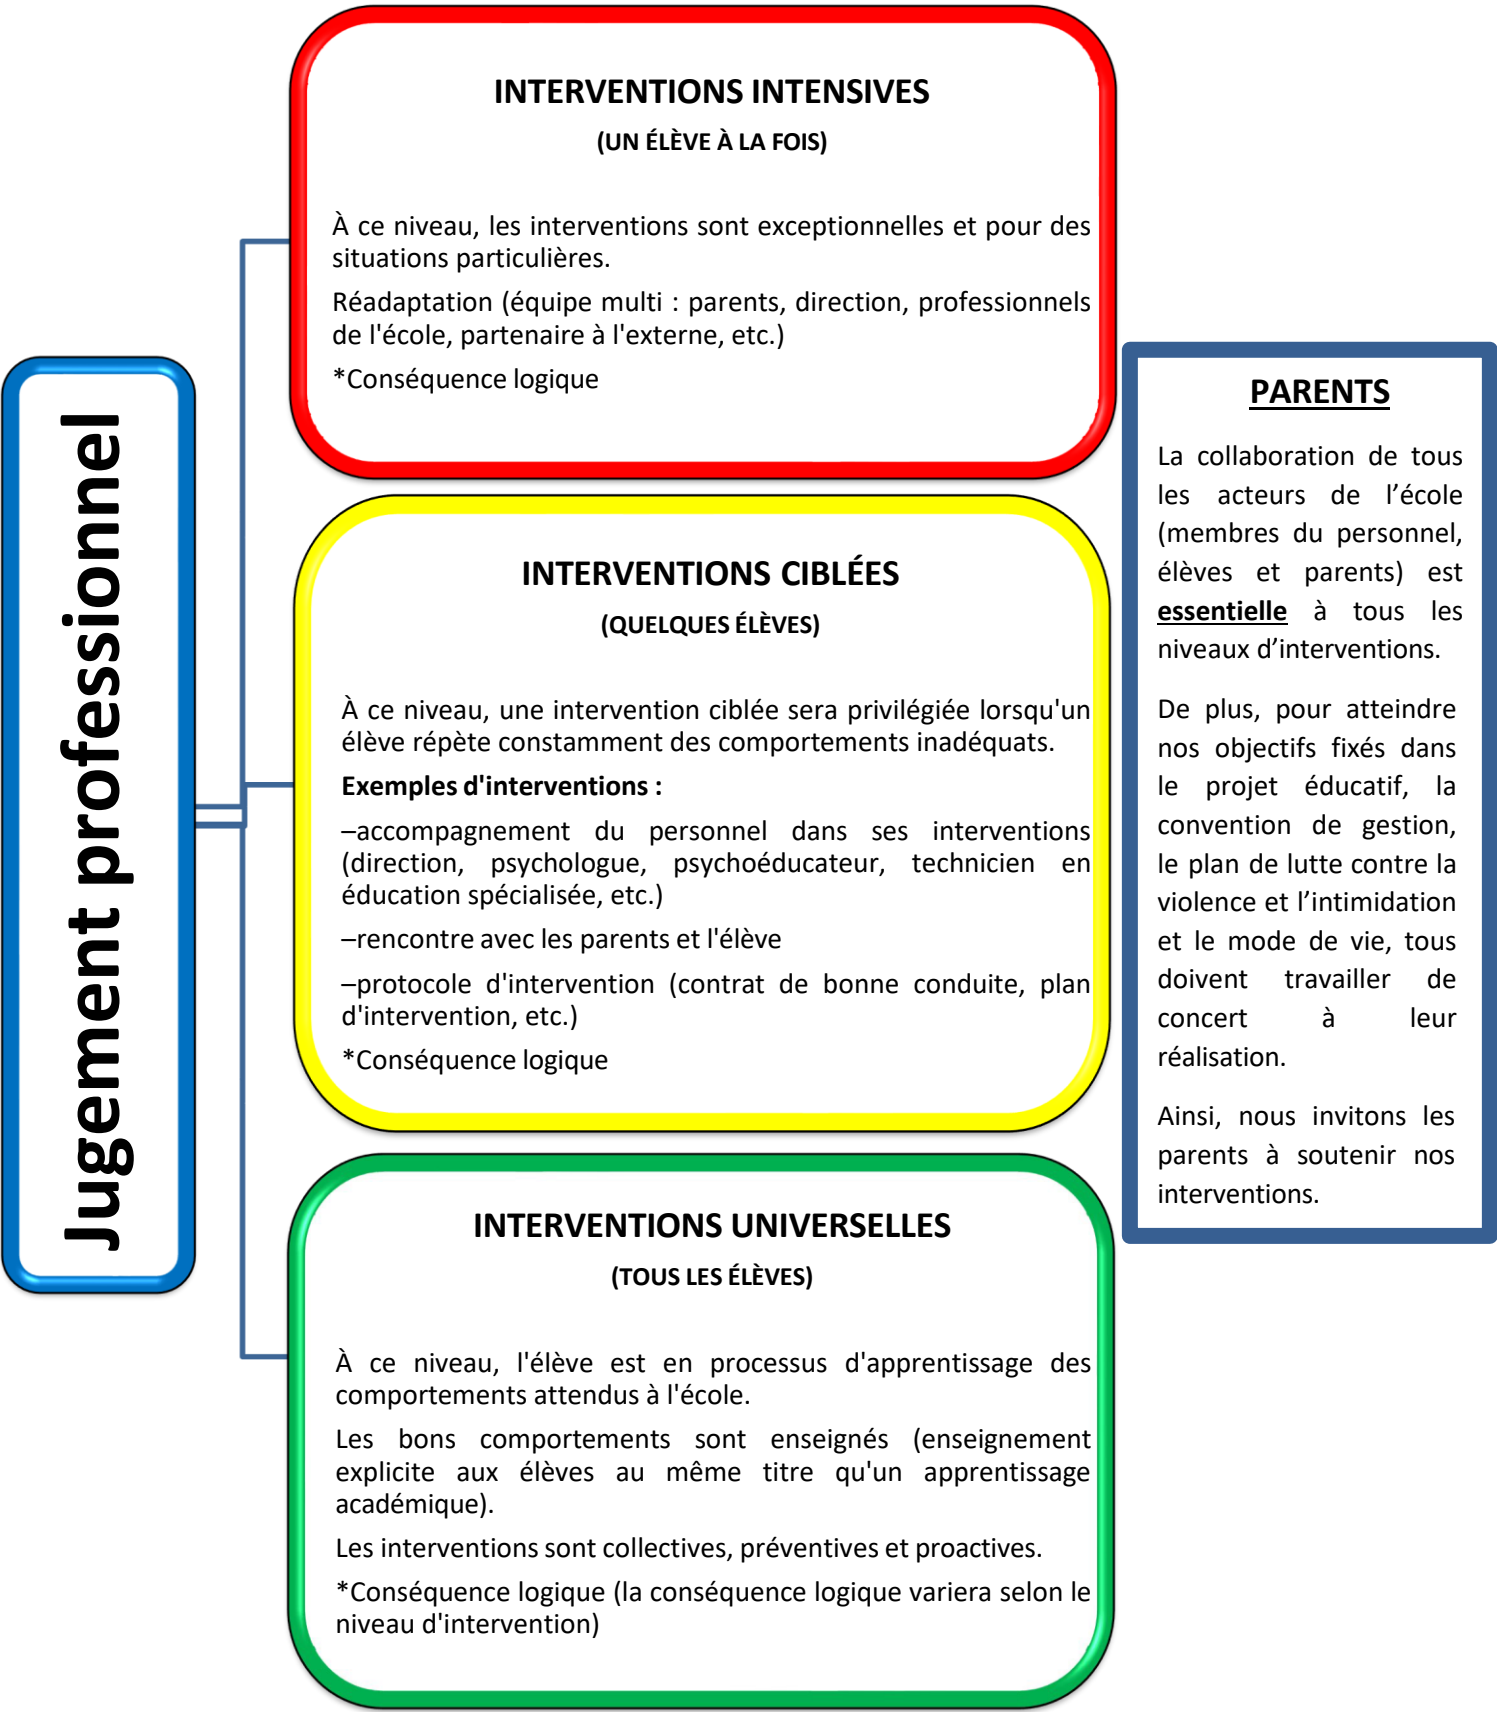 Jugement professionnel
INTERVENTIONS INTENSIVES
(UN ÉLÈVE À LA FOIS)
À ce niveau, les interventions sont exceptionnelles et pour des
situations particulières.
Réadaptation (équipe multi : parents, direction, professionnels
de l'école, partenaire à l'externe, etc.)
*Conséquence logique
INTERVENTIONS CIBLÉES
(QUELQUES ÉLÈVES)
À ce niveau, une intervention ciblée sera privilégiée lorsqu'un
élève répète constamment des comportements inadéquats.
Exemples d'interventions :
–accompagnement du personnel dans ses interventions
(direction, psychologue, psychoéducateur, technicien en
éducation spécialisée, etc.)
–rencontre avec les parents et l'élève
–protocole d'intervention (contrat de bonne conduite, plan
d'intervention, etc.)
*Conséquence logique
INTERVENTIONS UNIVERSELLES
(TOUS LES ÉLÈVES)
À ce niveau, l'élève est en processus d'apprentissage des
comportements attendus à l'école.
Les bons comportements sont enseignés (enseignement
explicite aux élèves au même titre qu'un apprentissage
académique).
Les interventions sont collectives, préventives et proactives.
*Conséquence logique (la conséquence logique variera selon le
niveau d'intervention)
PARENTS
La collaboration de tous
les acteurs de l’école
(membres du personnel,
élèves et parents) est
essentielle à tous les
niveaux d’interventions.
De plus, pour atteindre
nos objectifs fixés dans
le projet éducatif, la
convention de gestion,
le plan de lutte contre la
violence et l’intimidation
et le mode de vie, tous
doivent travailler de
concert à leur
réalisation.
Ainsi, nous invitons les
parents à soutenir nos
interventions.